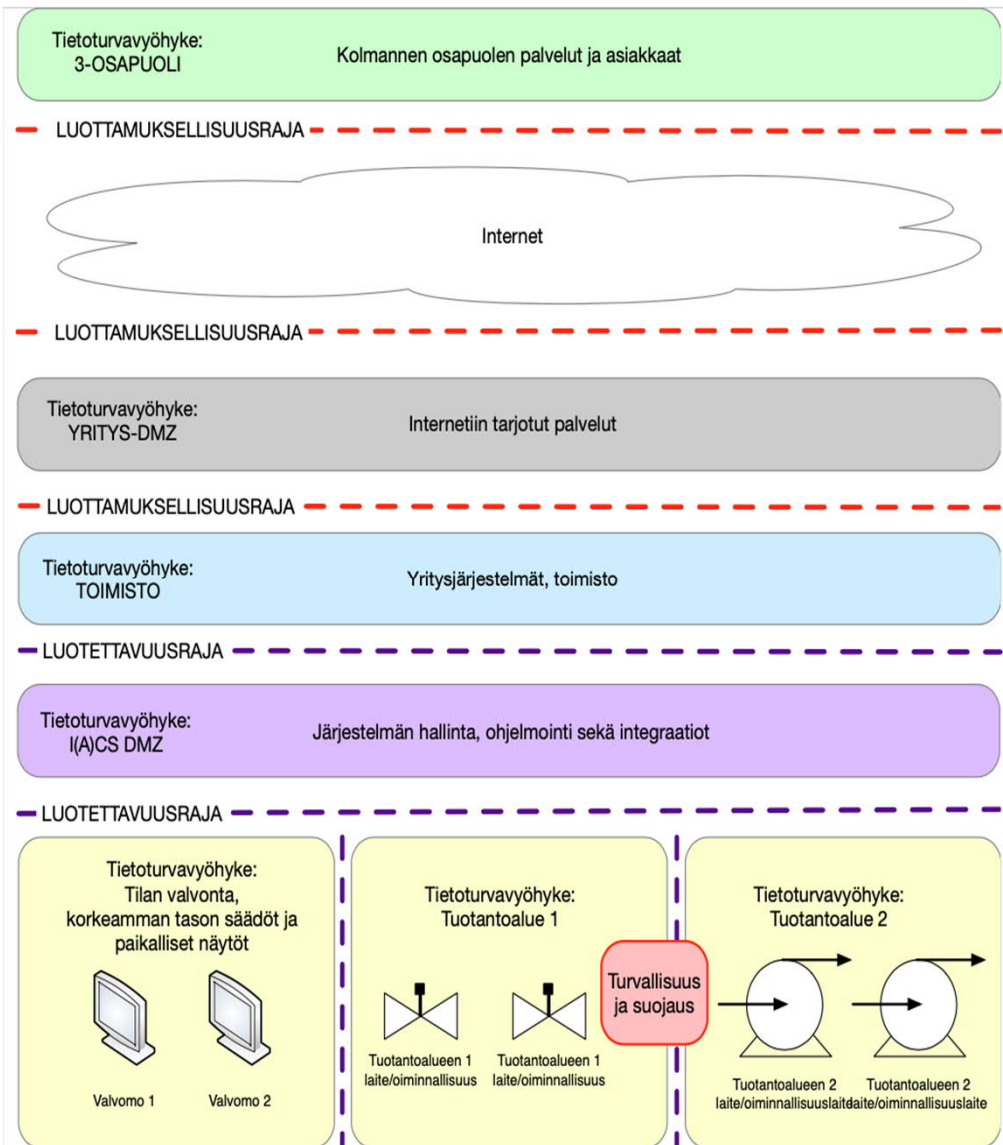 Tietoturvavyöhyke:
3-OSAPUOLI
Kolmannen osapuolen palvelut ja asiakkaat
LUOTTAMUKSELLISUUSRAJA
Internet
LUOTTAMUKSELLISUUSRAJA
Tietoturvavyöhyke:
YRITYS-DMZ
Internetiin tarjotut palvelut
LUOTTAMUKSELLISUUSRAJA
Tietoturvavyöhyke:
TOIMISTO
Yritysjärjestelmät, toimisto
LUOTETTAVUUSRAJA
Tietoturvavyöhyke:
I(A)CS DMZ
Järjestelmän hallinta, ohjelmointi sekä integraatiot
LUOTETTAVUUSRAJA
Tietoturvavyöhyke:
Tilan valvonta,
korkeamman tason säädöt ja
paikalliset näytöt
Valvomo 1
Valvomo 2
Tietoturvavyöhyke:
Tuotantoalue 1
Tuotantoalueen 1
laite/oiminnallisuus
Tuotantoalueen 1
laite/oiminnallisuus
Turvallisuus
ja suojaus
Tietoturvavyöhyke:
Tuotantoalue 2
Tuotantoalueen 2
laite/oiminnallisuuslaite
Tuotantoalueen 2
laite/oiminnallisuuslaite